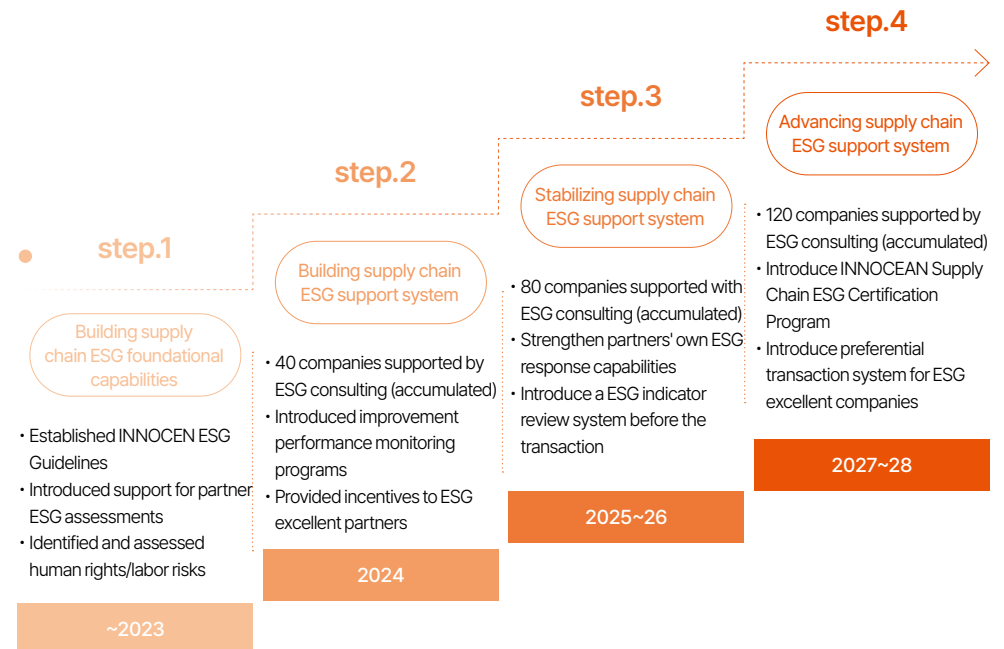 step.1
Building supply
chain ESG foundational
capabilities
• Established INNOCEN ESG
Guidelines
• Introduced support for partner
ESG assessments
• Identified and assessed
human rights/labor risks
~2023
step.2
Building supply chain
ESG support system
• 40 companies supported by
ESG consulting (accumulated)
• Introduced improvement
performance monitoring
programs
• Provided incentives to ESG
excellent partners
2024
step.3
Stabilizing supply chain
ESG support system
• 80 companies supported with
ESG consulting (accumulated)
• Strengthen partners' own ESG
response capabilities
• Introduce a ESG indicator
review system before the
transaction
2025~26
step.4
Advancing supply chain
ESG support system
• 120 companies supported by
ESG consulting (accumulated)
• Introduce INNOCEAN Supply
Chain ESG Certification
Program
• Introduce preferential
transaction system for ESG
excellent companies
2027~28